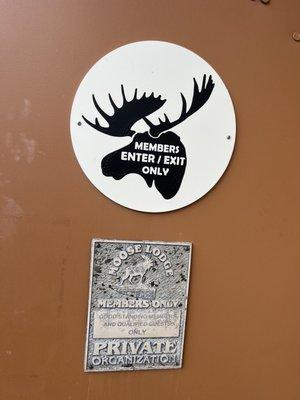 MEMBERS
ENTER / EXIT
ONLY
MOOSE LODGE
MEMBERS ONLY
GOOD STANDING MEMBERS
AND QUALIFIED GUESTS
ONLY
PRIVATE
ORGANIZATION